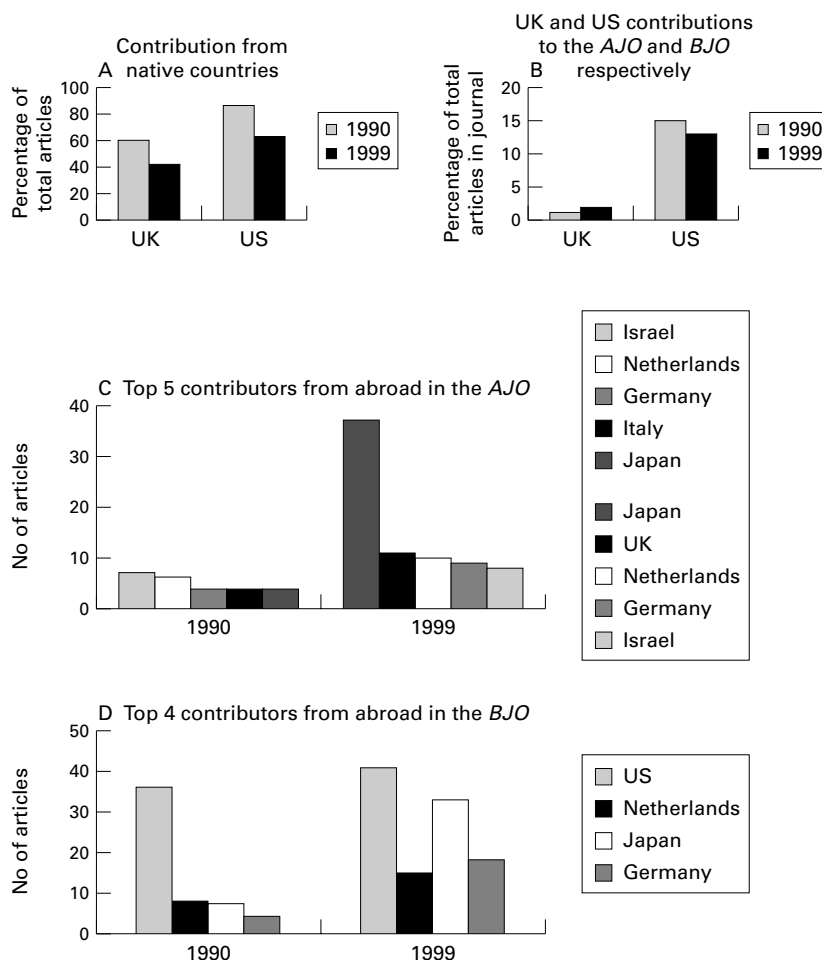 Contribution from
A native countries
Percentage of
total articles
100
80
60
40
20
0
UK
US
1990
1999
UK and US contributions
to the AJO and BJO
B respectively
Percentage of total
articles in journal
20
15
10
5
0
UK
US
1990
1999
C Top 5 contributors from abroad in the AJO
No of articles
40
30
20
10
0
1990
1999
Israel
Netherlands
Germany
Italy
Japan
Japan
UK
Netherlands
Germany
Israel
D Top 4 contributors from abroad in the BJO
No of articles
50
40
30
20
10
0
1990
1999
US
Netherlands
Japan
Germany